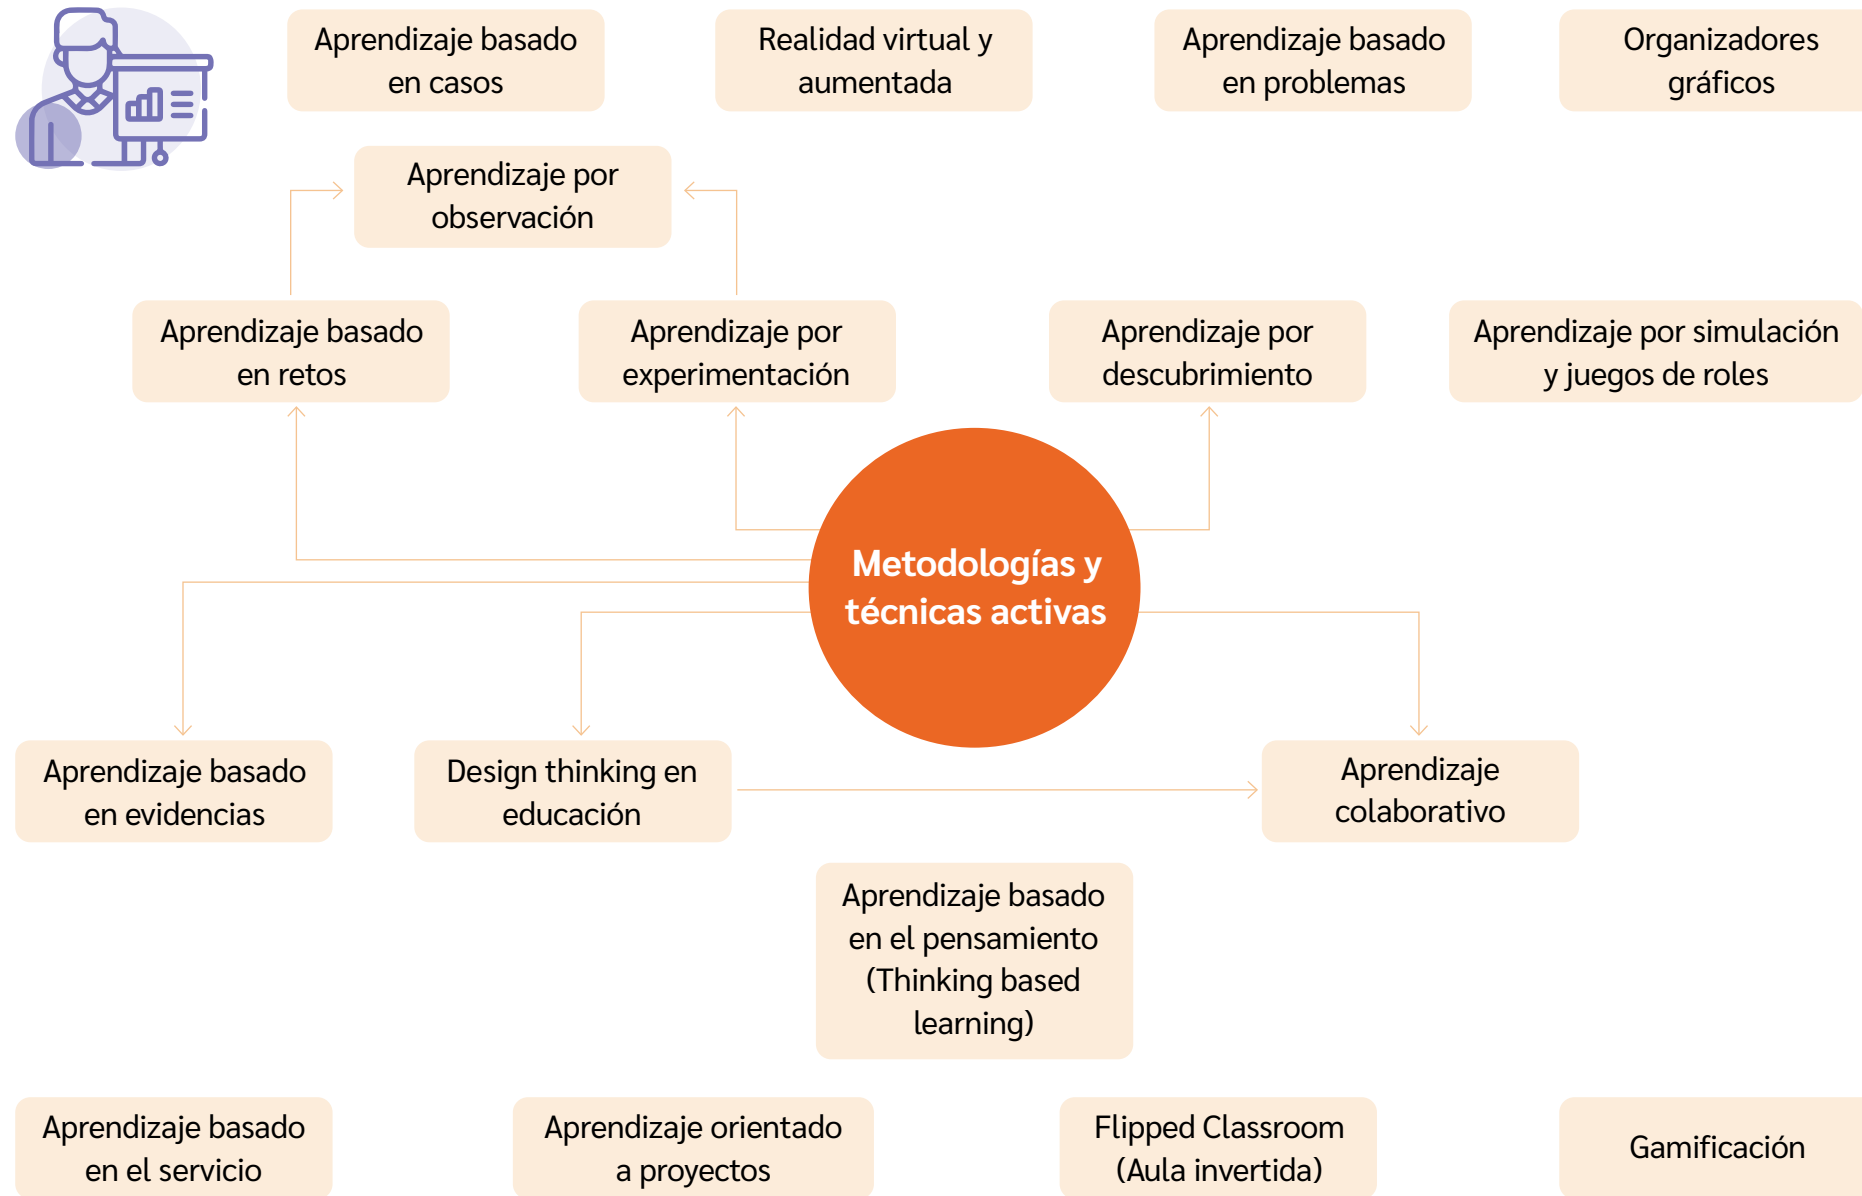 Aprendizaje basado
en casos
Realidad virtual y
aumentada
Aprendizaje basado
en problemas
Organizadores
gráficos
Aprendizaje por
observación
Aprendizaje basado
en retos
Aprendizaje por
experimentación
Aprendizaje por
descubrimiento
Aprendizaje por simulación
y juegos de roles
Metodologías y
técnicas activas
Aprendizaje basado
en evidencias
Design thinking en
educación
Aprendizaje
colaborativo
Aprendizaje basado
en el pensamiento
(Thinking based
learning)
Aprendizaje basado
en el servicio
Aprendizaje orientado
a proyectos
Flipped Classroom
(Aula invertida)
Gamificación